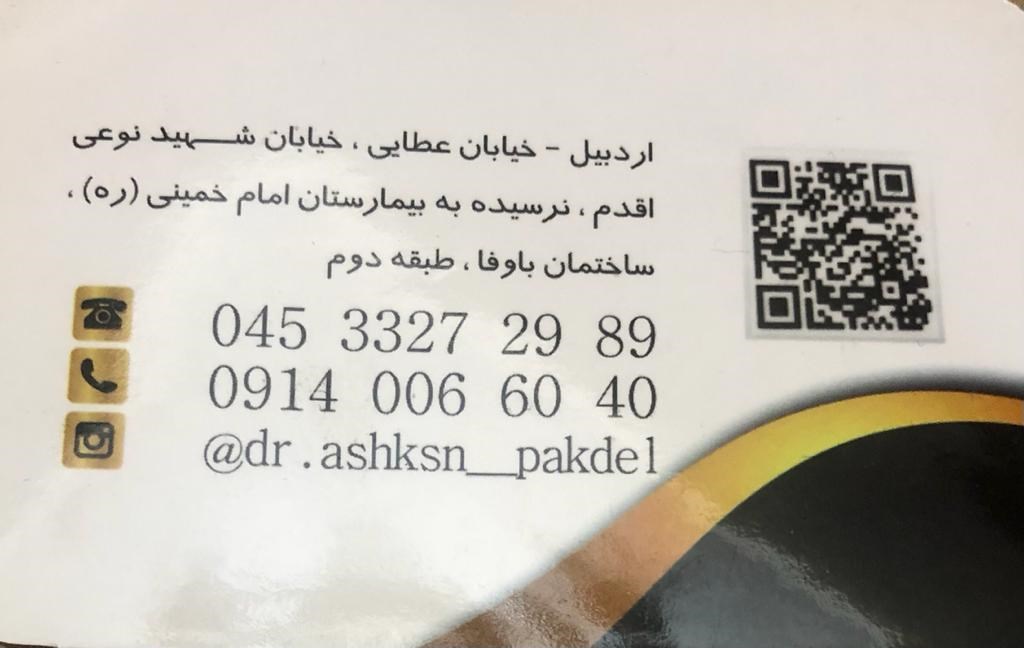 اردبیل - خیابان عطایی ، خیابان شهید نوعی
اقدم ، نرسیده به بیمارستان امام خمینی (ره) ،
ساختمان باوفا ، طبقه دوم
045 3327 29 89
0914 006 60 40
@dr.ashksn__pakdel